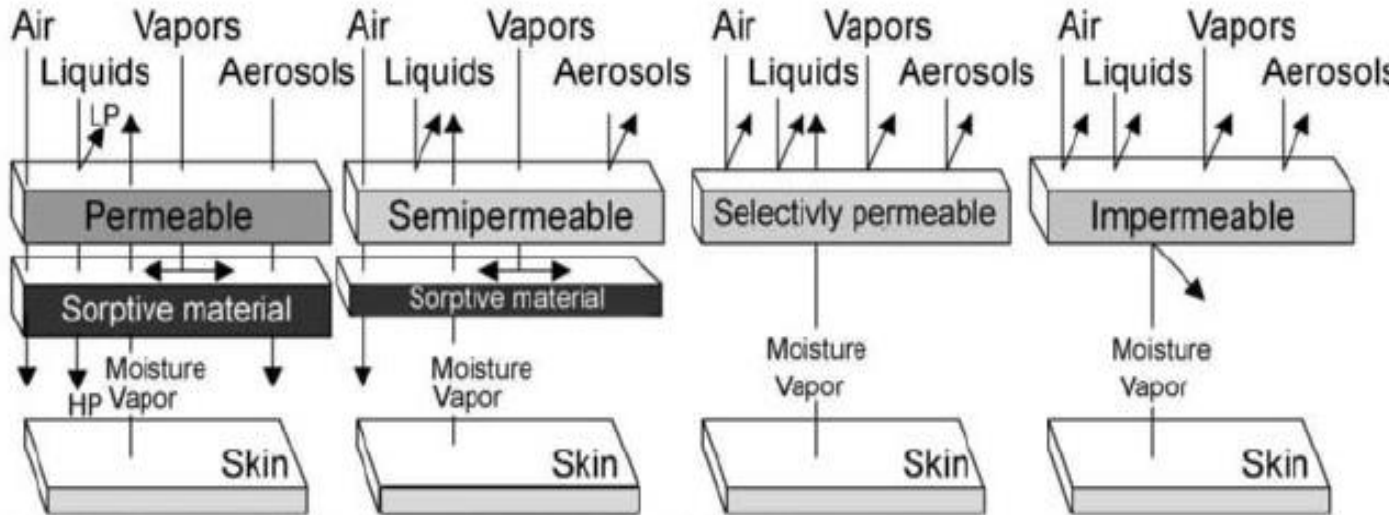 Air Vapors Air Vapors Air Vapors Air Vapors
Liquids Aerosols Liquids Aerosols Liquids Aerosols Liquids Aerosols
LP
Permeable Semipermeable Selectivly permeable Impermeable
Sorptive material Sorptive material
Moisture Moisture Moisture Moisture
HP Vapor Vapor Vapor Vapor
Skin Skin Skin Skin